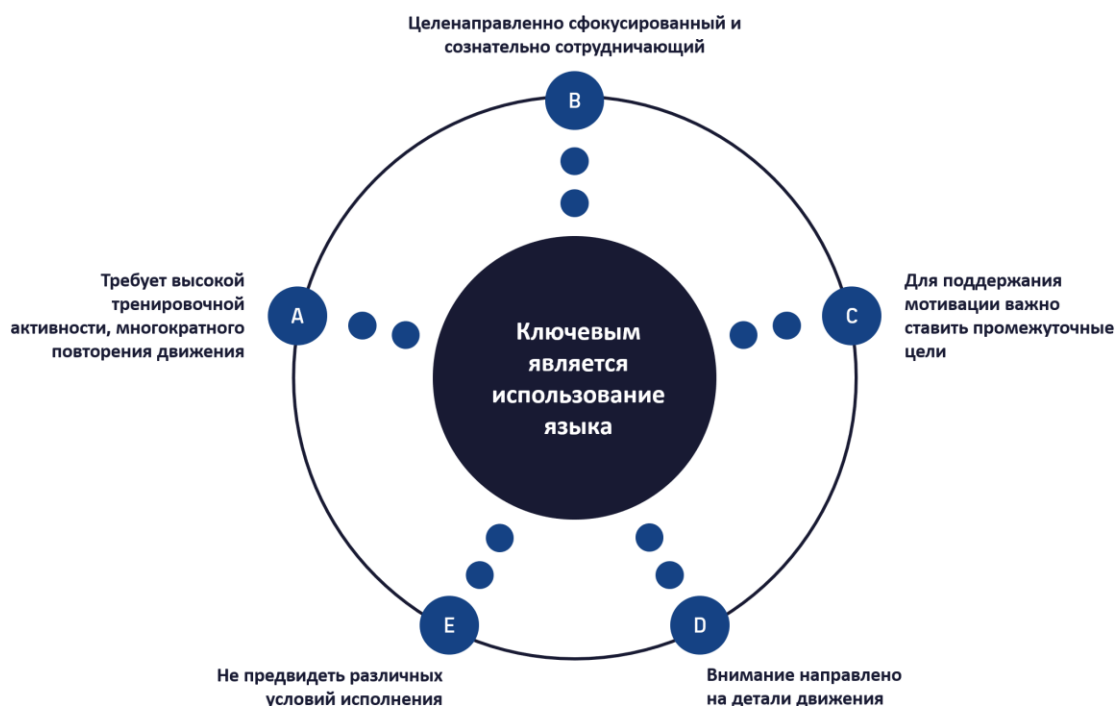 Целенаправленно сфокусированный и
сознательно сотрудничающий
B
Требует высокой
тренировочной
активности, многократного
повторения движения
A
Ключевым
является
использование
языка
C
Для поддержания
мотивации важно
ставить промежуточные
цели
E
Не предвидеть различных
условий исполнения
D
Внимание направлено
на детали движения